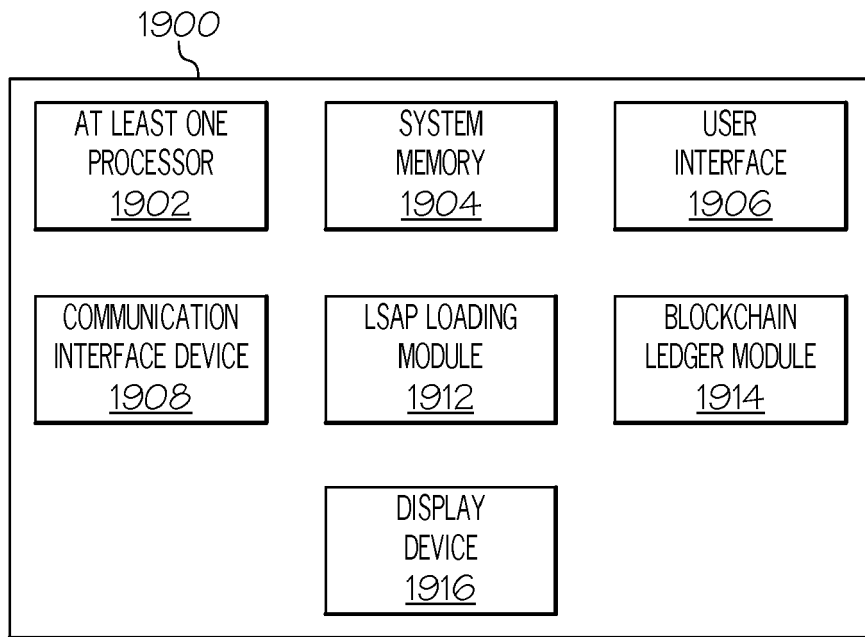 1900
AT LEAST ONE
PROCESSOR
1902
SYSTEM
MEMORY
1904
USER
INTERFACE
1906
COMMUNICATION
INTERFACE DEVICE
1908
LSAP LOADING
MODULE
1912
BLOCKCHAIN
LEDGER MODULE
1914
DISPLAY
DEVICE
1916